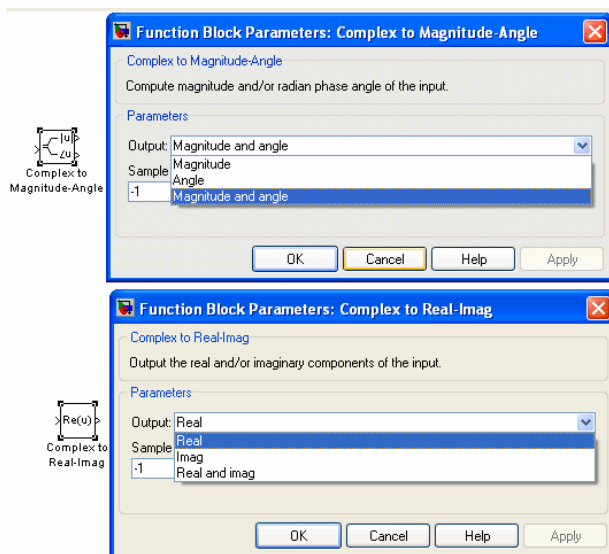 Function Block Parameters: Complex to Magnitude-Angle
Complex to Magnitude-Angle
Compute magnitude and/or radian phase angle of the input.
Parameters
Output: Magnitude and angle
Magnitude
Sample
Angle
-1
Magnitude and angle
OK Cancel Help Apply
|u|
∠u
Complex to
Magnitude-Angle
Function Block Parameters: Complex to Real-Imag
Complex to Real-Imag
Output the real and/or imaginary components of the input.
Parameters
Output: Real
Real
Sample
Imag
-1
Real and imag
OK Cancel Help Apply
Re(u)
Complex to
Real-Imag